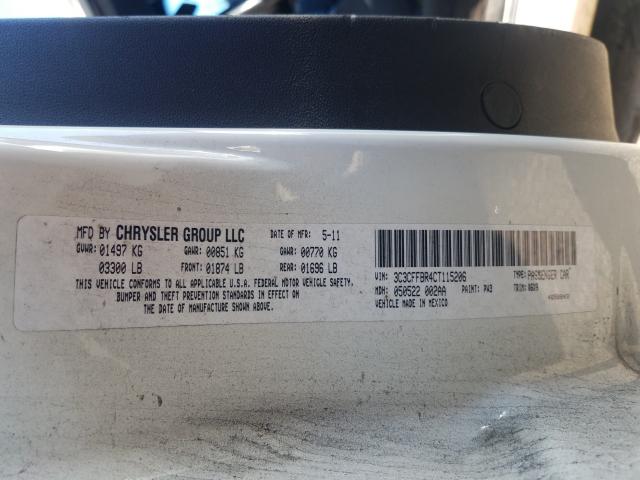 MFD BY CHRYSLER GROUP LLC DATE OF MFR: 5-11
GVWR: 01497 KG GAWR: 00851 KG GAWR: 00770 KG
03300 LB FRONT: 01874 LB REAR: 01696 LB
THIS VEHICLE CONFORMS TO ALL APPLICABLE U.S.A. FEDERAL MOTOR VEHICLE SAFETY,
BUMPER AND THEFT PREVENTION STANDARDS IN EFFECT ON
THE DATE OF MANUFACTURE SHOWN ABOVE.
VIN: 3C3CFFBR4CT115206 TYPE: PASSENGER CAR
MDH: 050522 002AA PAINT: PW3 TRIM:
VEHICLE MADE IN MEXICO